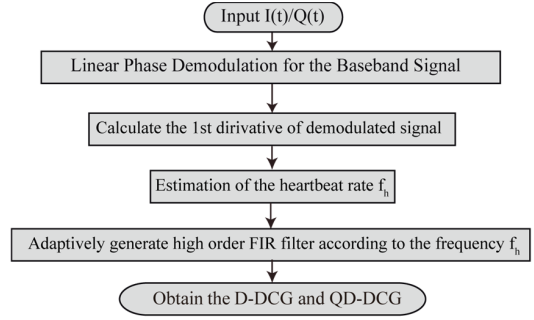 Input I(t)/Q(t)
Linear Phase Demodulation for the Baseband Signal
Calculate the 1st dirivative of demodulated signal
Estimation of the heartbeat rate fₕ
Adaptively generate high order FIR filter according to the frequency fₕ
Obtain the D-DCG and QD-DCG